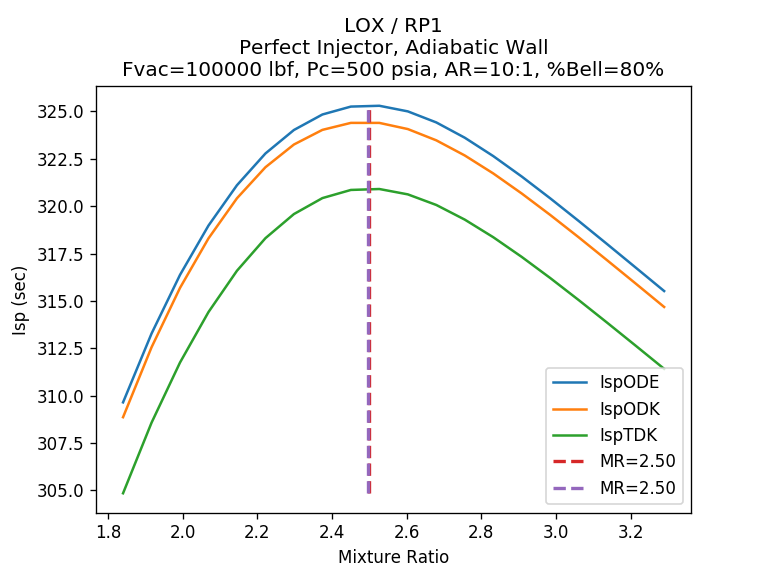 LOX / RP1
Perfect Injector, Adiabatic Wall
Fvac=100000 lbf, Pc=500 psia, AR=10:1, %Bell=80%
Isp (sec)
325.0
322.5
320.0
317.5
315.0
312.5
310.0
307.5
305.0
IspODE
IspODK
IspTDK
MR=2.50
MR=2.50
1.8 2.0 2.2 2.4 2.6 2.8 3.0 3.2
Mixture Ratio